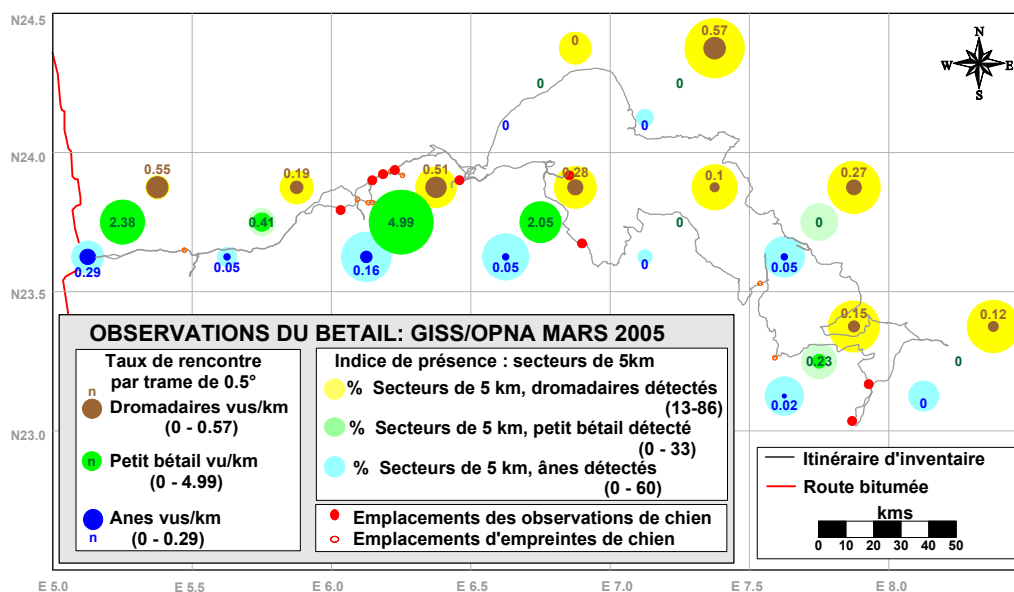 N24.5
N24.0
N23.5
N23.0
N
W
E
S
0
0.57
0
0
0
0
0.55
0.19
0.51
0.28
0.1
0.27
2.38
0.41
4.99
2.05
0
0
0.29
0.05
0.16
0.05
0
0.05
0.15
0.12
0.23
0
0.02
0
OBSERVATIONS DU BETAIL: GISS/OPNA MARS 2005
Taux de rencontre
par trame de 0.5°
n
Dromadaires vus/km
(0 - 0.57)
n
Petit bétail vu/km
(0 - 4.99)
Anes vus/km
n
(0 - 0.29)
Indice de présence : secteurs de 5km
% Secteurs de 5 km, dromadaires détectés
(13-86)
% Secteurs de 5 km, petit bétail détecté
(0 - 33)
% Secteurs de 5 km, ânes détectés
(0 - 60)
Emplacements des observations de chien
Emplacements d'empreintes de chien
Itinéraire d'inventaire
Route bitumée
kms
0 10 20 30 40 50
E 5.0
E 5.5
E 6.0
E 6.5
E 7.0
E 7.5
E 8.0